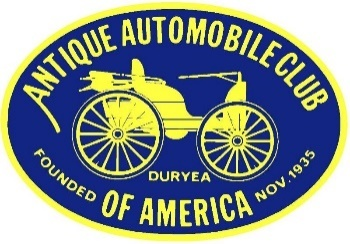 ANTIQUE AUTOMOBILE CLUB
DURYEA
FOUNDED NOV. 1935
OF AMERICA